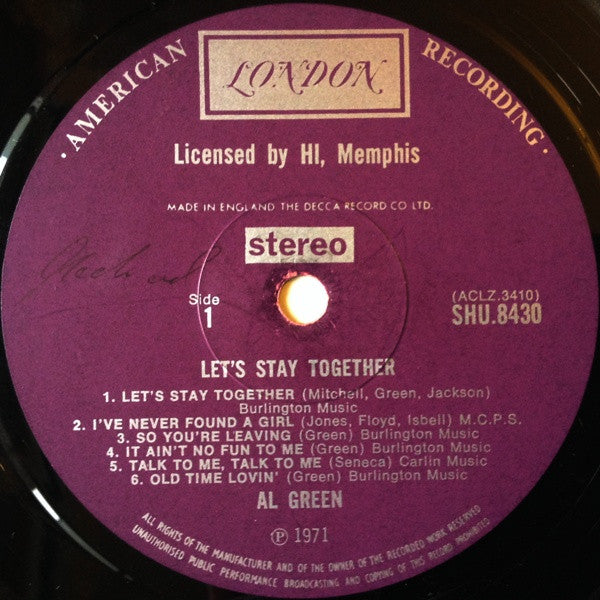 · AMERICAN RECORDING ·
LONDON
Licensed by HI, Memphis
MADE IN ENGLAND THE DECCA RECORD CO LTD.
stereo
Side
1
(ACLZ.3410)
SHU.8430
LET'S STAY TOGETHER
1. LET'S STAY TOGETHER (Mitchell, Green, Jackson)
Burlington Music
2. I'VE NEVER FOUND A GIRL (Jones, Floyd, Isbell) M.C.P.S.
3. SO YOU'RE LEAVING (Green) Burlington Music
4. IT AIN'T NO FUN TO ME (Green) Burlington Music
5. TALK TO ME, TALK TO ME (Seneca) Carlin Music
6. OLD TIME LOVIN' (Green) Burlington Music
AL GREEN
Ⓟ 1971
ALL RIGHTS OF THE MANUFACTURER AND OF THE OWNER OF THE RECORDED WORK RESERVED
UNAUTHORISED PUBLIC PERFORMANCE BROADCASTING AND COPYING OF THIS RECORD PROHIBITED